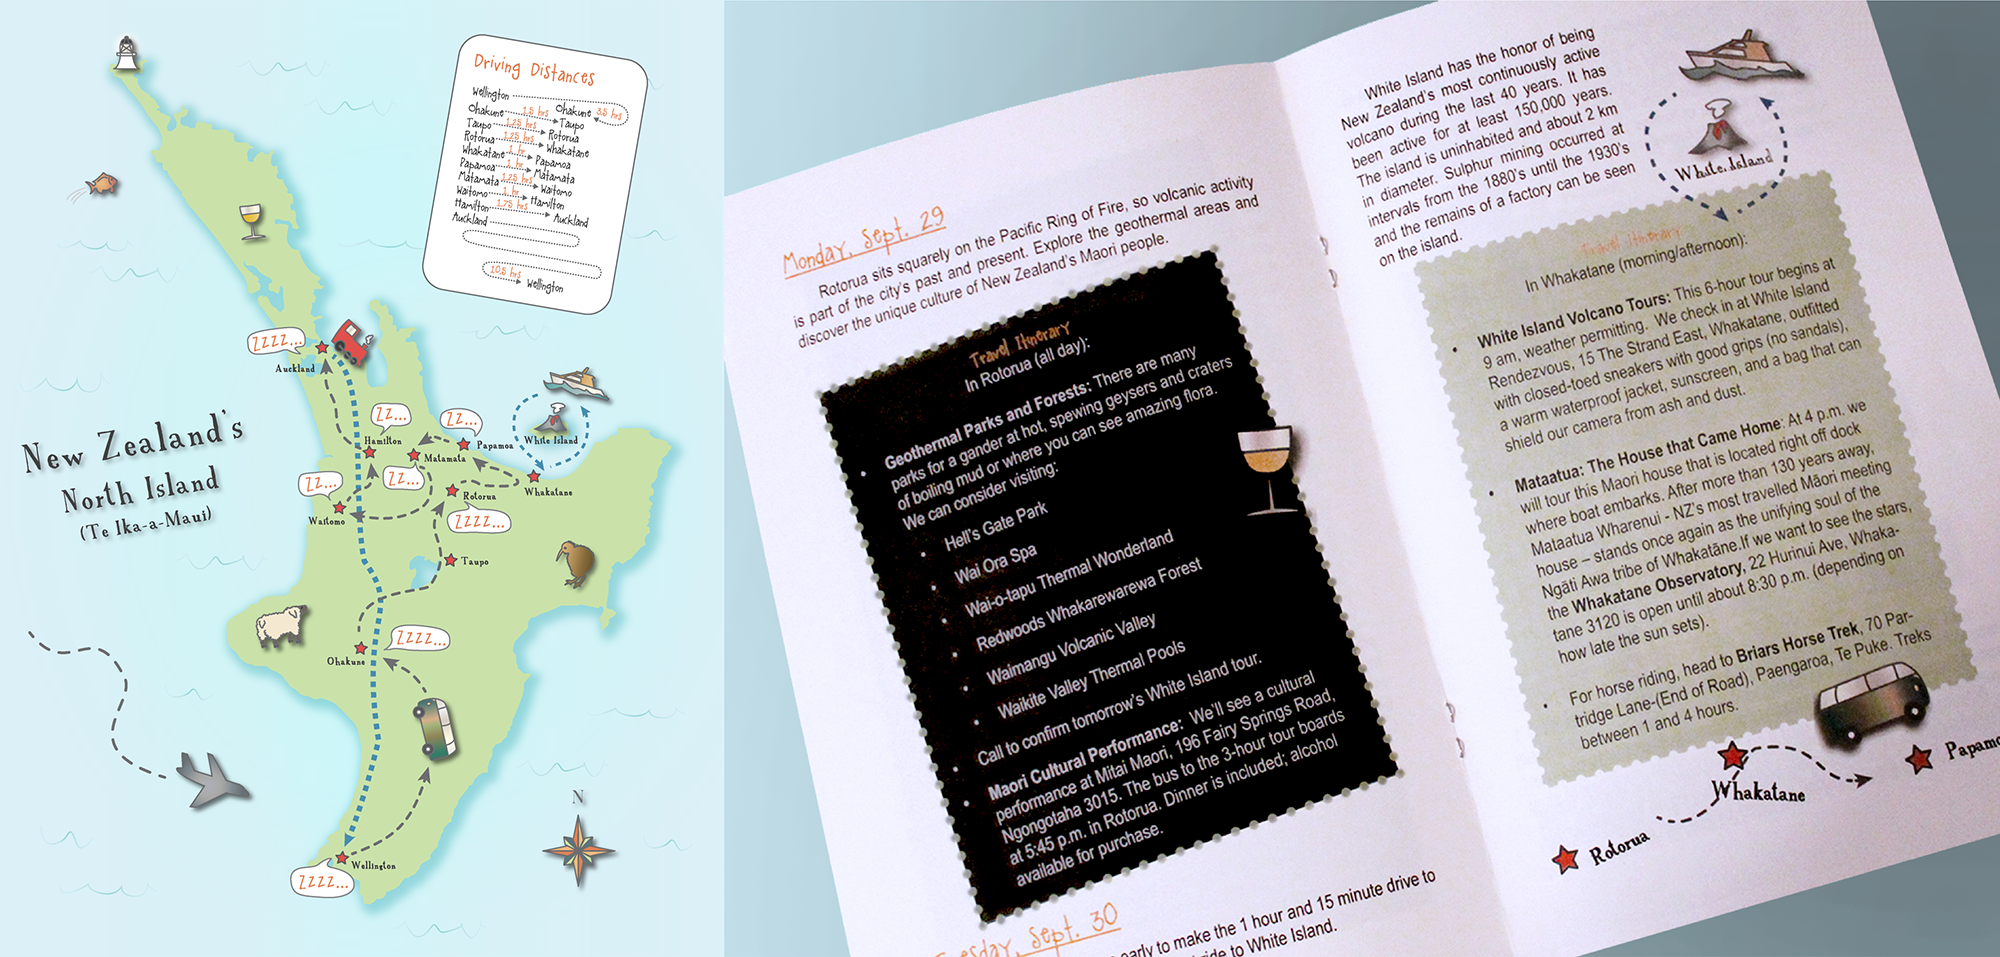 New Zealand's
North Island
(Te Ika-a-Maui)
Driving Distances
Wellington
Ohakune 3.5 hrs
Ohakune 1.5 hrs Taupo
Taupo 1.25 hrs Rotorua
Rotorua 1.25 hrs Whakatane
Whakatane 1 hr Papamoa
Papamoa 1 hr Matamata
Matamata 1.25 hrs Waitomo
Waitomo 1 hr Hamilton
Hamilton 1.75 hrs Auckland
Auckland
10.5 hrs Wellington
ZZZZ...
Auckland
ZZ...
Hamilton
ZZ...
Papamoa
White Island
Matamata
ZZ...
ZZ...
Waitomo
Rotorua
Whakatane
ZZZZ...
Taupo
ZZZZ...
Ohakune
N
Wellington
ZZZZ...
Monday, Sept. 29
Rotorua sits squarely on the Pacific Ring of Fire, so volcanic activity
is part of the city's past and present. Explore the geothermal areas and
discover the unique culture of New Zealand's Maori people.
Travel Itinerary
In Rotorua (all day):
• Geothermal Parks and Forests: There are many
parks for a gander at hot, spewing geysers and craters
of boiling mud or where you can see amazing flora.
We can consider visiting:
• Hell's Gate Park
• Wai Ora Spa
• Wai-o-tapu Thermal Wonderland
• Redwoods Whakarewarewa Forest
• Waimangu Volcanic Valley
• Waikite Valley Thermal Pools
• Call to confirm tomorrow's White Island tour.
• Maori Cultural Performance: We'll see a cultural
performance at Mitai Maori, 196 Fairy Springs Road,
Ngongotaha 3015. The bus to the 3-hour tour boards
at 5:45 p.m. in Rotorua. Dinner is included; alcohol
available for purchase.
Tuesday, Sept. 30
early to make the 1 hour and 15 minute drive to
ride to White Island.
White Island has the honor of being
New Zealand's most continuously active
volcano during the last 40 years. It has
been active for at least 150,000 years.
The island is uninhabited and about 2 km
in diameter. Sulphur mining occurred at
intervals from the 1880's until the 1930's
and the remains of a factory can be seen
on the island.
White Island
Travel Itinerary
In Whakatane (morning/afternoon):
• White Island Volcano Tours: This 6-hour tour begins at
9 am, weather permitting. We check in at White Island
Rendezvous, 15 The Strand East, Whakatane, outfitted
with closed-toed sneakers with good grips (no sandals),
a warm waterproof jacket, sunscreen, and a bag that can
shield our camera from ash and dust.
• Mataatua: The House that Came Home: At 4 p.m. we
will tour this Maori house that is located right off dock
where boat embarks. After more than 130 years away,
Mataatua Wharenui - NZ's most travelled Māori meeting
house – stands once again as the unifying soul of the
Ngāti Awa tribe of Whakatāne.If we want to see the stars,
the Whakatane Observatory, 22 Hurinui Ave, Whaka-
tane 3120 is open until about 8:30 p.m. (depending on
how late the sun sets).
• For horse riding, head to Briars Horse Trek, 70 Par-
tridge Lane-(End of Road), Paengaroa, Te Puke. Treks
between 1 and 4 hours.
Whakatane
Papamo
Rotorua